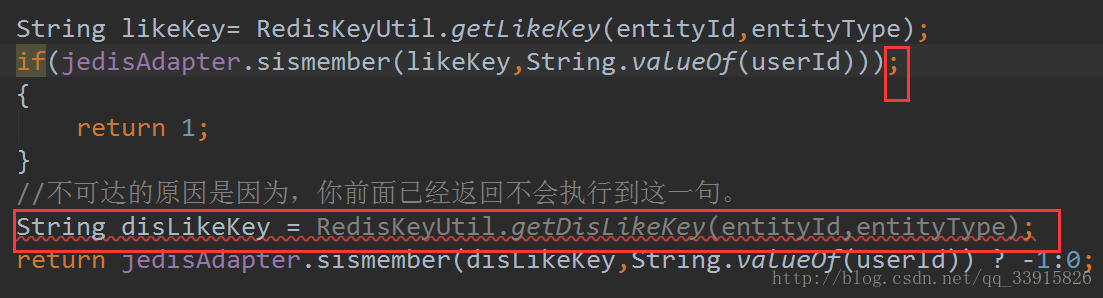 String likeKey= RedisKeyUtil.getLikeKey(entityId,entityType);
if(jedisAdapter.sismember(likeKey,String.valueOf(userId)));
{
return 1;
}
//不可达的原因是因为，你前面已经返回不会执行到这一句。
String disLikeKey = RedisKeyUtil.getDisLikeKey(entityId,entityType);
return jedisAdapter.sismember(disLikeKey,String.valueOf(userId)) ? -1:0;
http://blog.csdn.net/qq_33915826